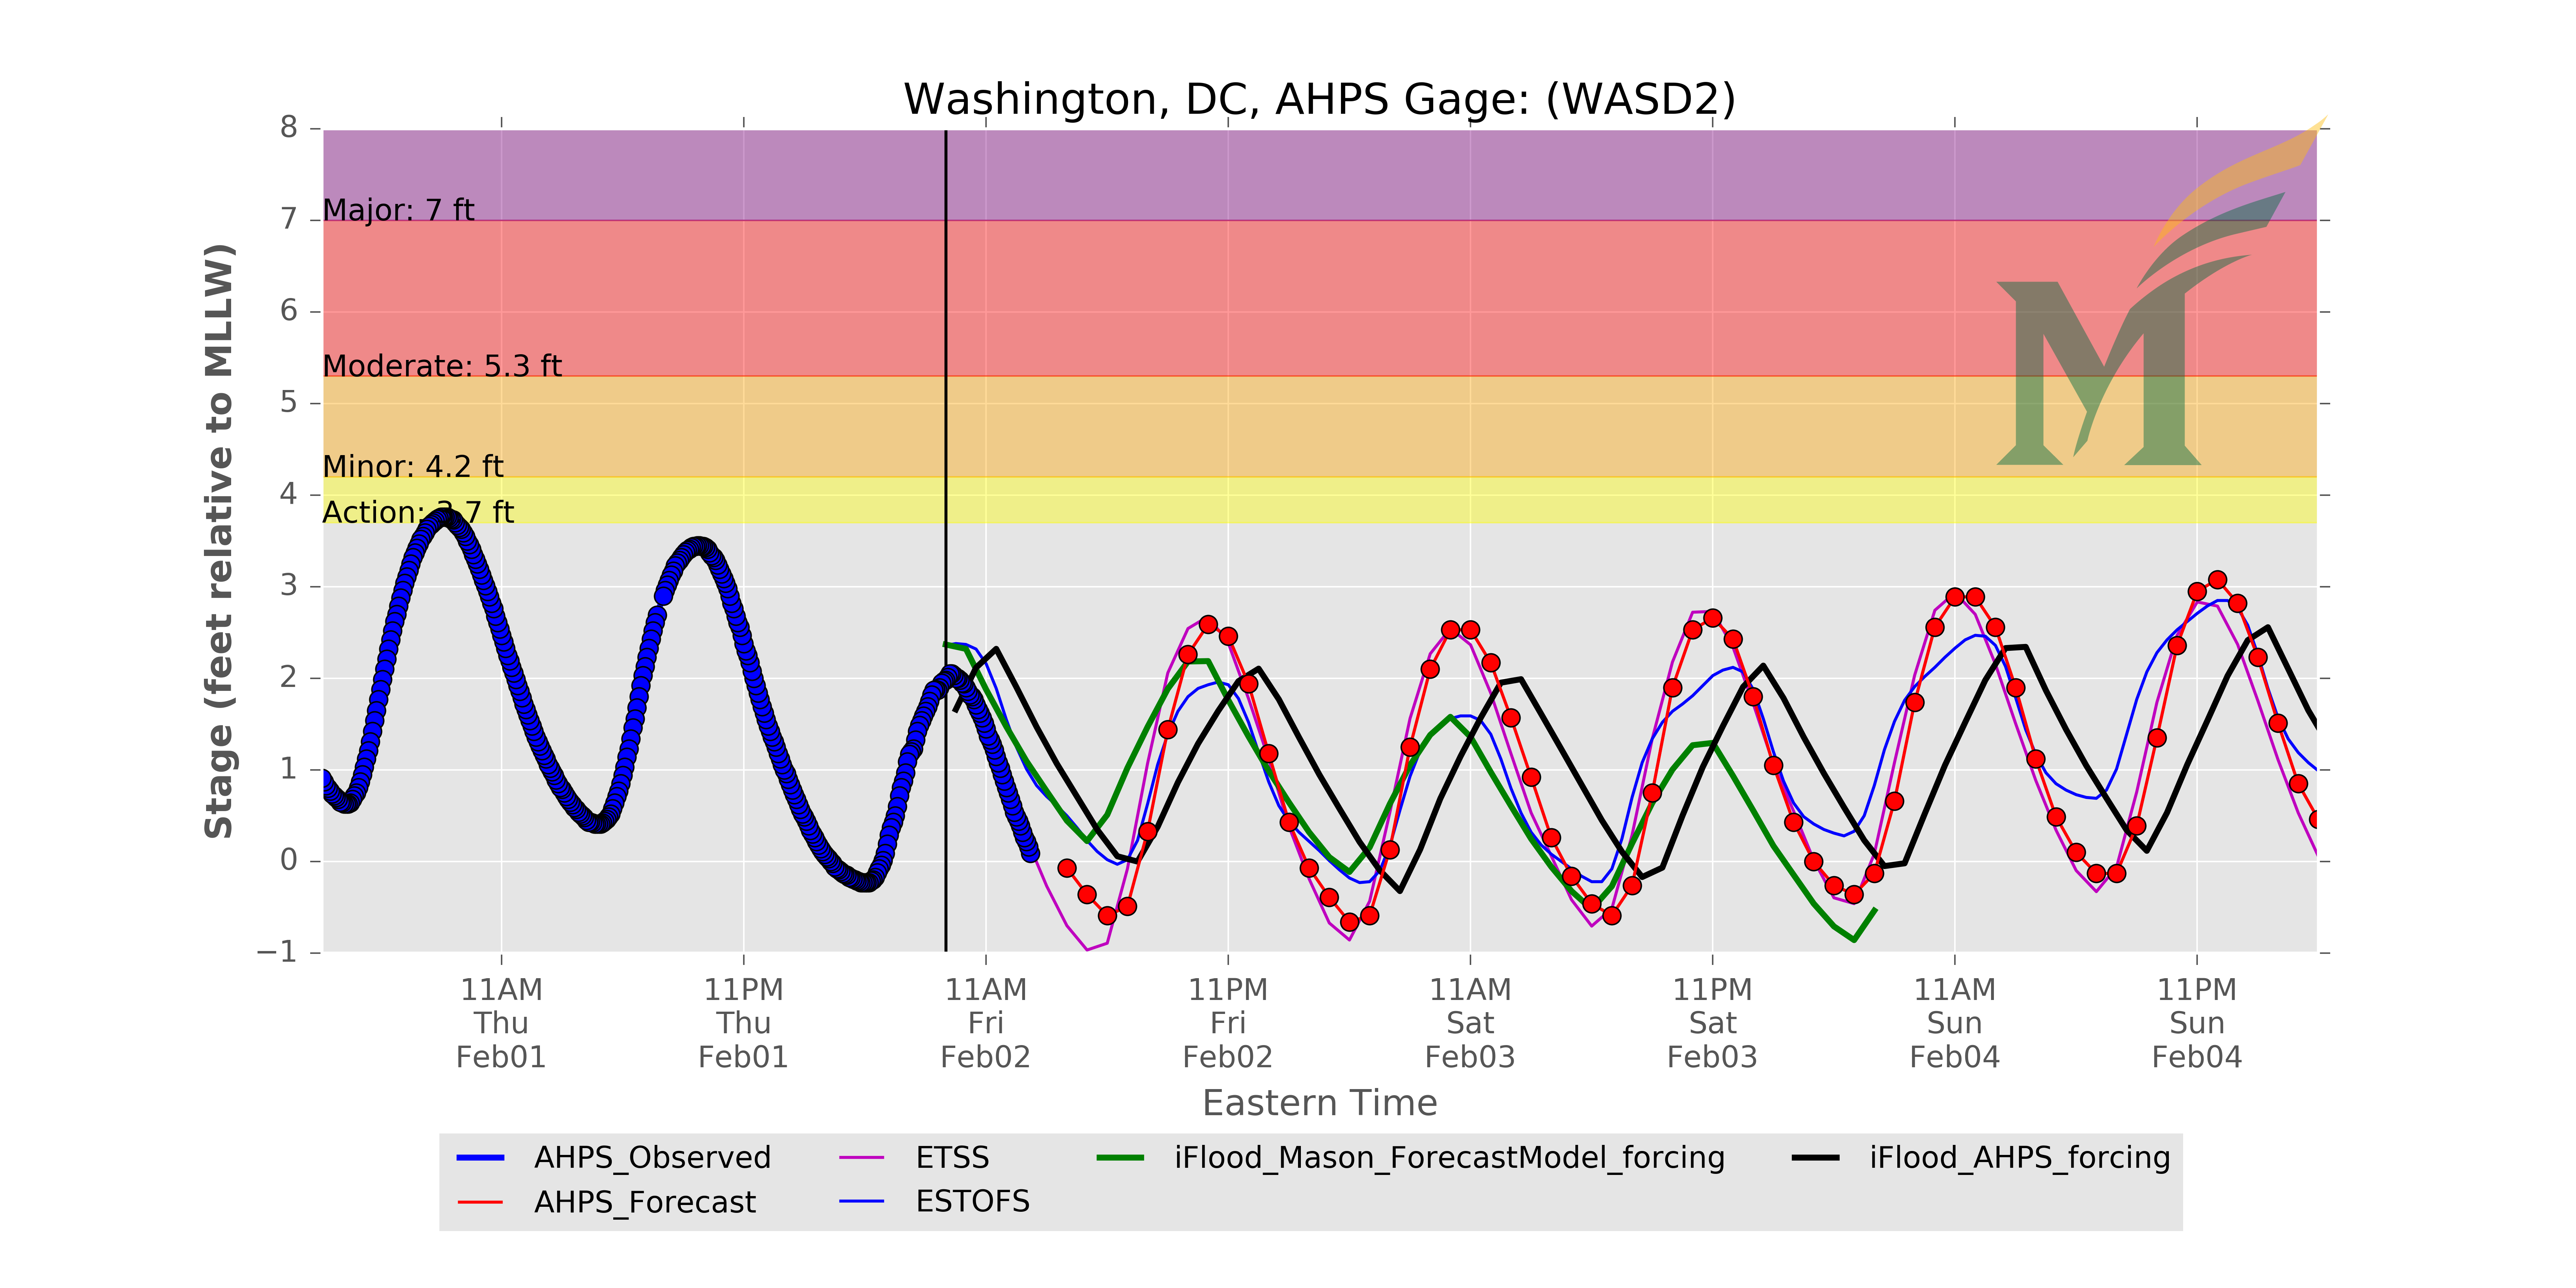 Washington, DC, AHPS Gage: (WASD2)
Stage (feet relative to MLLW)
8
7
6
5
4
3
2
1
0
−1
Major: 7 ft
Moderate: 5.3 ft
Minor: 4.2 ft
Action: 3.7 ft
11AM 11PM 11AM 11PM 11AM 11PM 11AM 11PM
Thu Thu Fri Fri Sat Sat Sun Sun
Feb01 Feb01 Feb02 Feb02 Feb03 Feb03 Feb04 Feb04
Eastern Time
AHPS_Observed ETSS iFlood_Mason_ForecastModel_forcing iFlood_AHPS_forcing
AHPS_Forecast ESTOFS
M